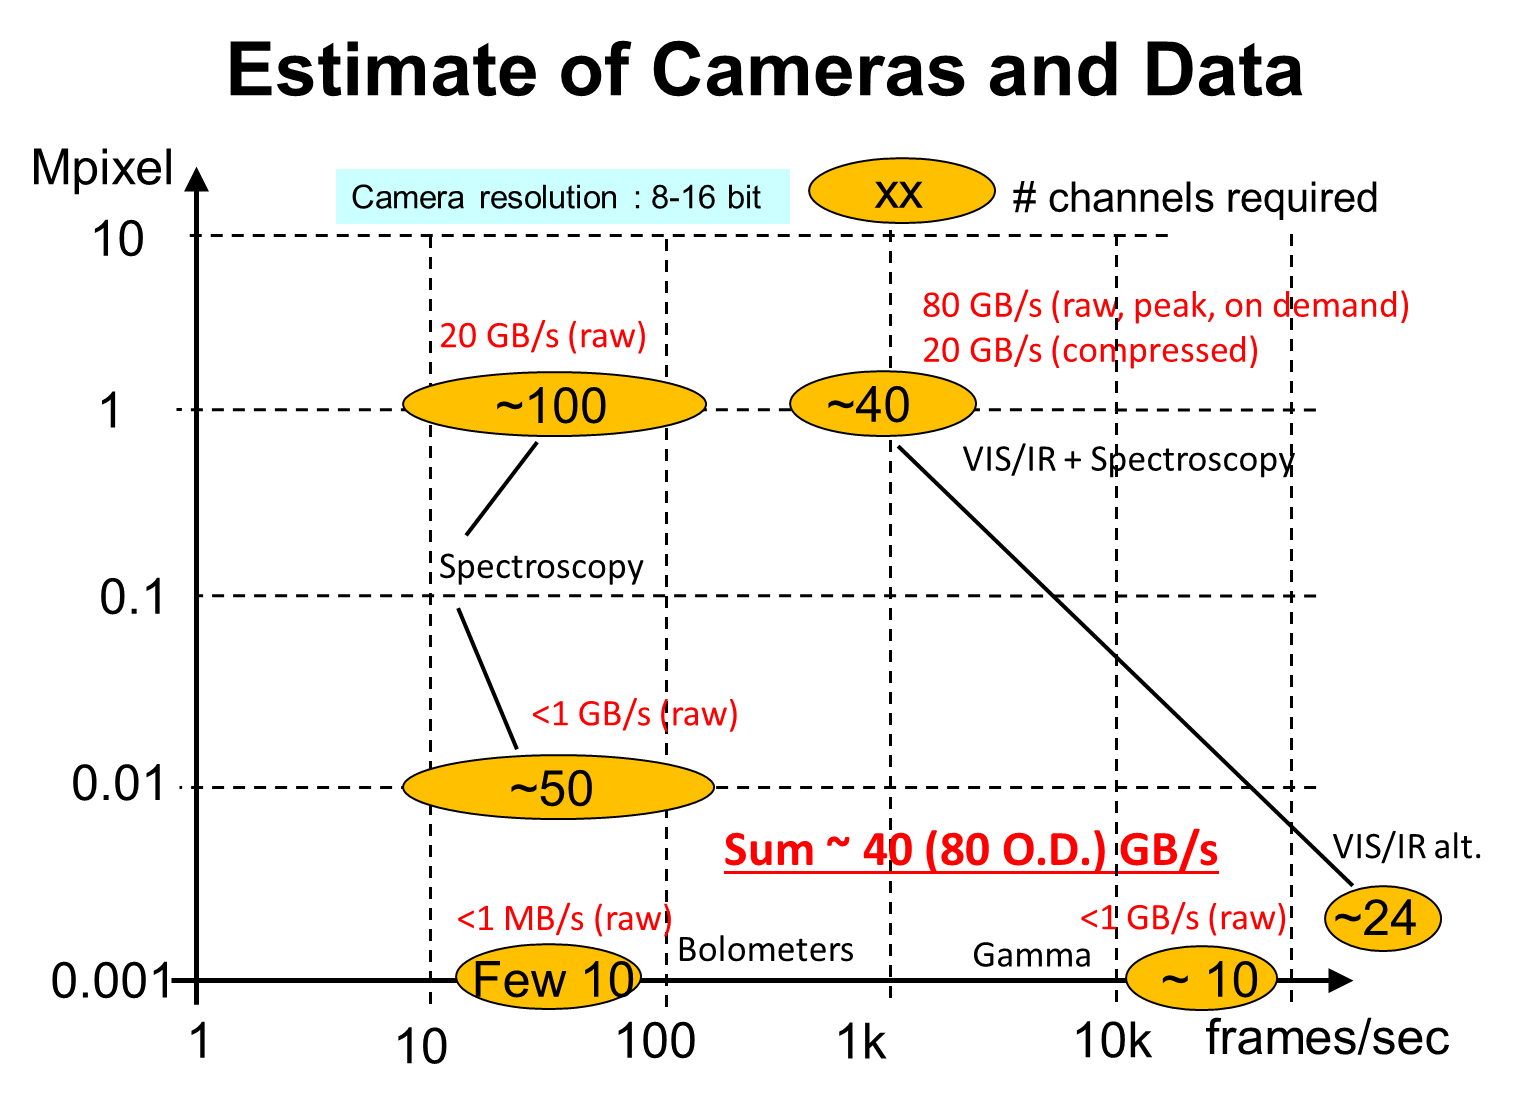 Estimate of Cameras and Data
Mpixel
Camera resolution : 8-16 bit
xx
# channels required
10
80 GB/s (raw, peak, on demand)
20 GB/s (raw)
20 GB/s (compressed)
1
~100
~40
VIS/IR + Spectroscopy
Spectroscopy
0.1
<1 GB/s (raw)
0.01
~50
Sum ~ 40 (80 O.D.) GB/s
VIS/IR alt.
<1 MB/s (raw)
<1 GB/s (raw)
~24
Bolometers
Gamma
0.001
Few 10
~ 10
1
10
100
1k
10k
frames/sec